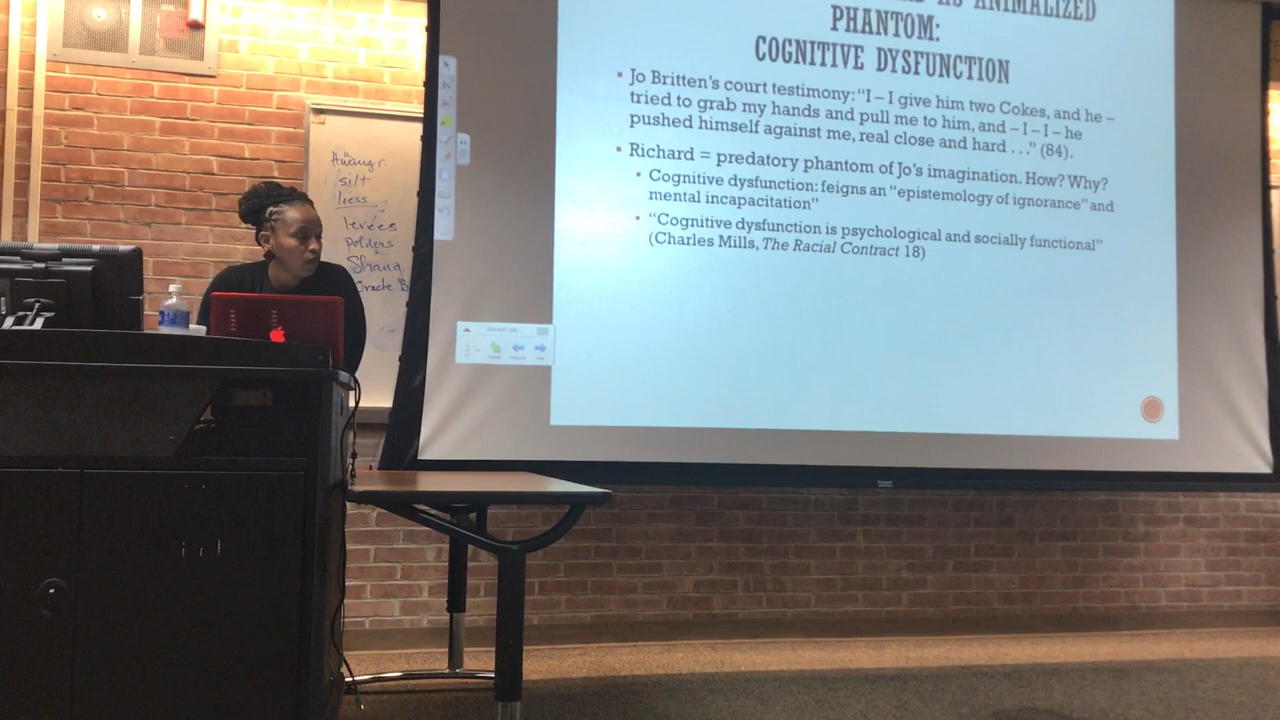 AS ANIMALIZED
PHANTOM:
COGNITIVE DYSFUNCTION
▪ Jo Britten's court testimony: “I – I give him two Cokes, and he –
tried to grab my hands and pull me to him, and – I – I – he
pushed himself against me, real close and hard . . .” (84).
▪ Richard = predatory phantom of Jo's imagination. How? Why?
▪ Cognitive dysfunction: feigns an “epistemology of ignorance” and
mental incapacitation”
▪ “Cognitive dysfunction is psychological and socially functional”
(Charles Mills, The Racial Contract 18)
silt
loess
levees
polders
Shang
Oracle B